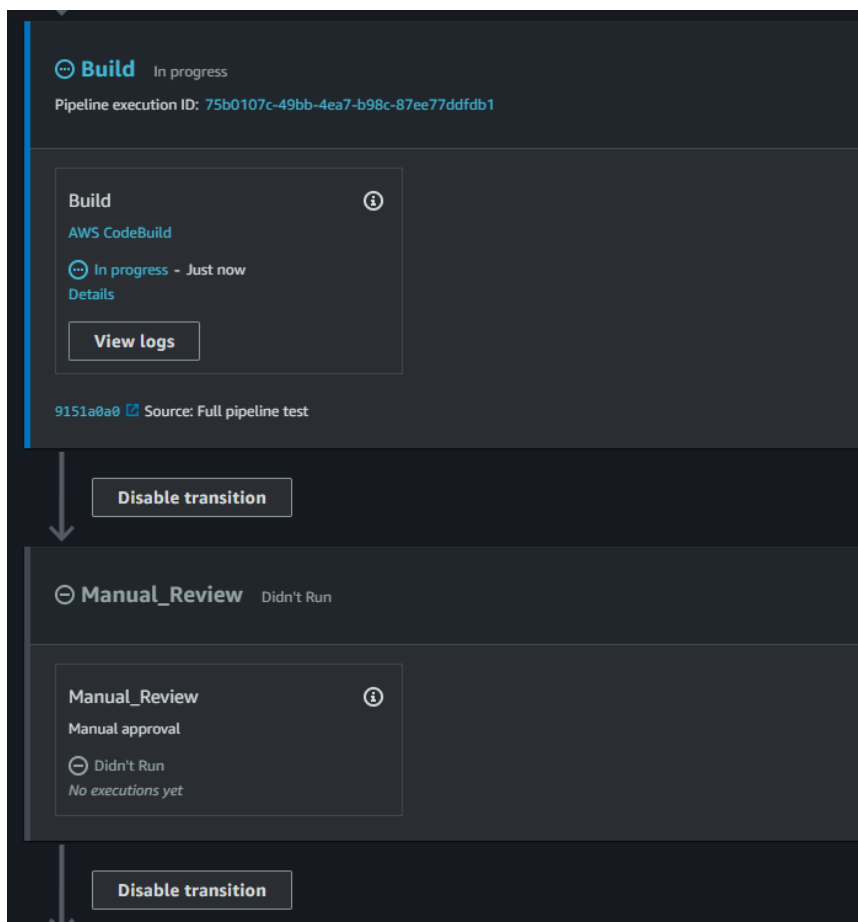 Build In progress
Pipeline execution ID: 75b0107c-49bb-4ea7-b98c-87ee77ddfdb1
Build
AWS CodeBuild
In progress - Just now
Details
View logs
9151a0a0 Source: Full pipeline test
Disable transition
Manual_Review Didn't Run
Manual_Review
Manual approval
Didn't Run
No executions yet
Disable transition